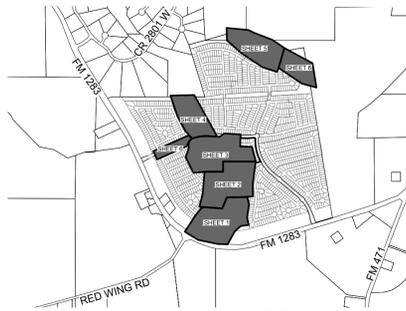 CR 2801 W
SHEET 5
SHEET 6
FM 1283
SHEET 4
SHEET 3
SHEET 2
SHEET 1
FM 1283
FM 471
RED WING RD